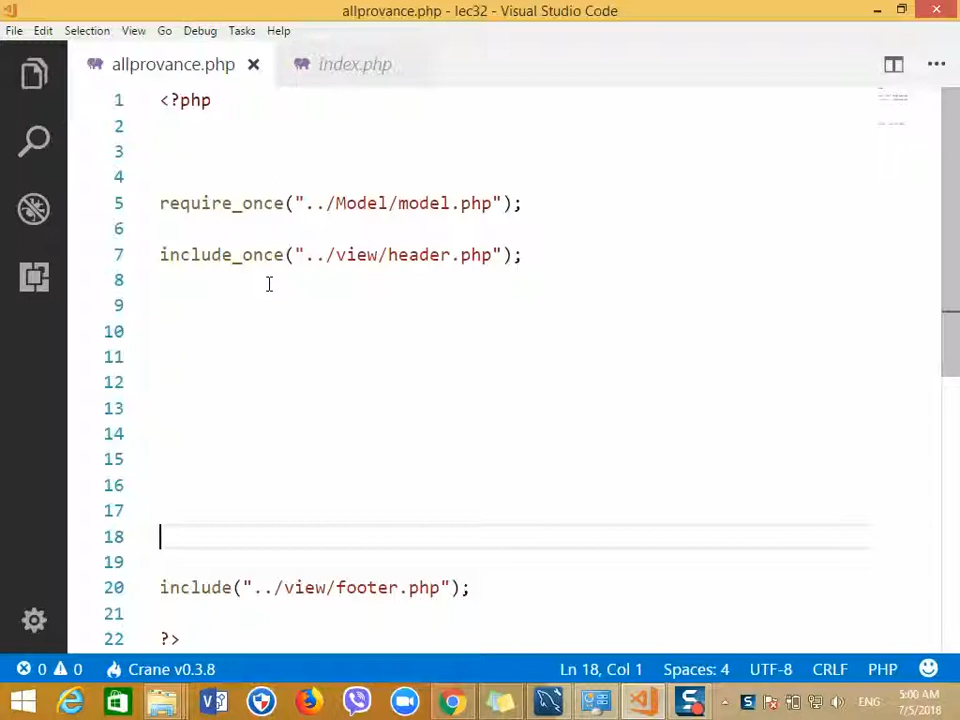 allprovance.php - lec32 - Visual Studio Code
File Edit Selection View Go Debug Tasks Help
allprovance.php index.php
1 <?php
2
3
4
5 require_once("../Model/model.php");
6
7 include_once("../view/header.php");
8
9
10
11
12
13
14
15
16
17
18
19
20 include("../view/footer.php");
21
22 ?>
0 0 Crane v0.3.8 Ln 18, Col 1 Spaces: 4 UTF-8 CRLF PHP
ENG 5:00 AM
7/5/2018